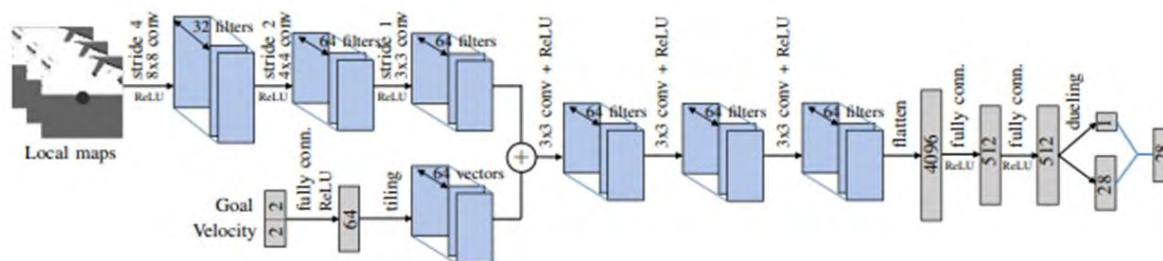 stride 4
8x8 conv
ReLU
32 filters
stride 2
4x4 conv
ReLU
64 filters
stride 1
3x3 conv
ReLU
64 filters
Local maps
Goal
Velocity
2
2
fully conn.
ReLU
64
tiling
64 vectors
+
3x3 conv + ReLU
64 filters
3x3 conv + ReLU
64 filters
3x3 conv + ReLU
64 filters
flatten
4096
fully conn.
ReLU
512
fully conn.
ReLU
512
dueling
1
28
28